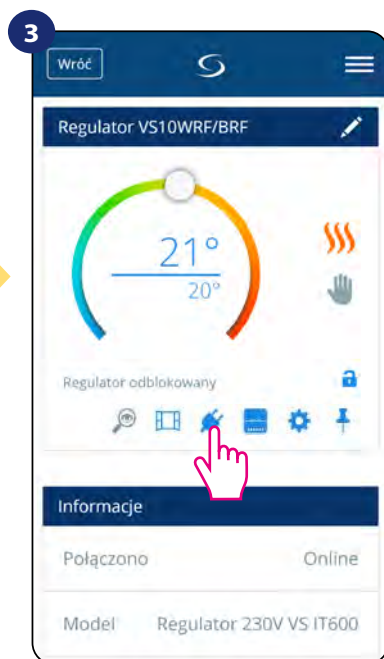 3
Wróć
Regulator VS10WRF/BRF
21°
20°
Regulator odblokowany
Informacje
Połączono Online
Model Regulator 230V VS IT600